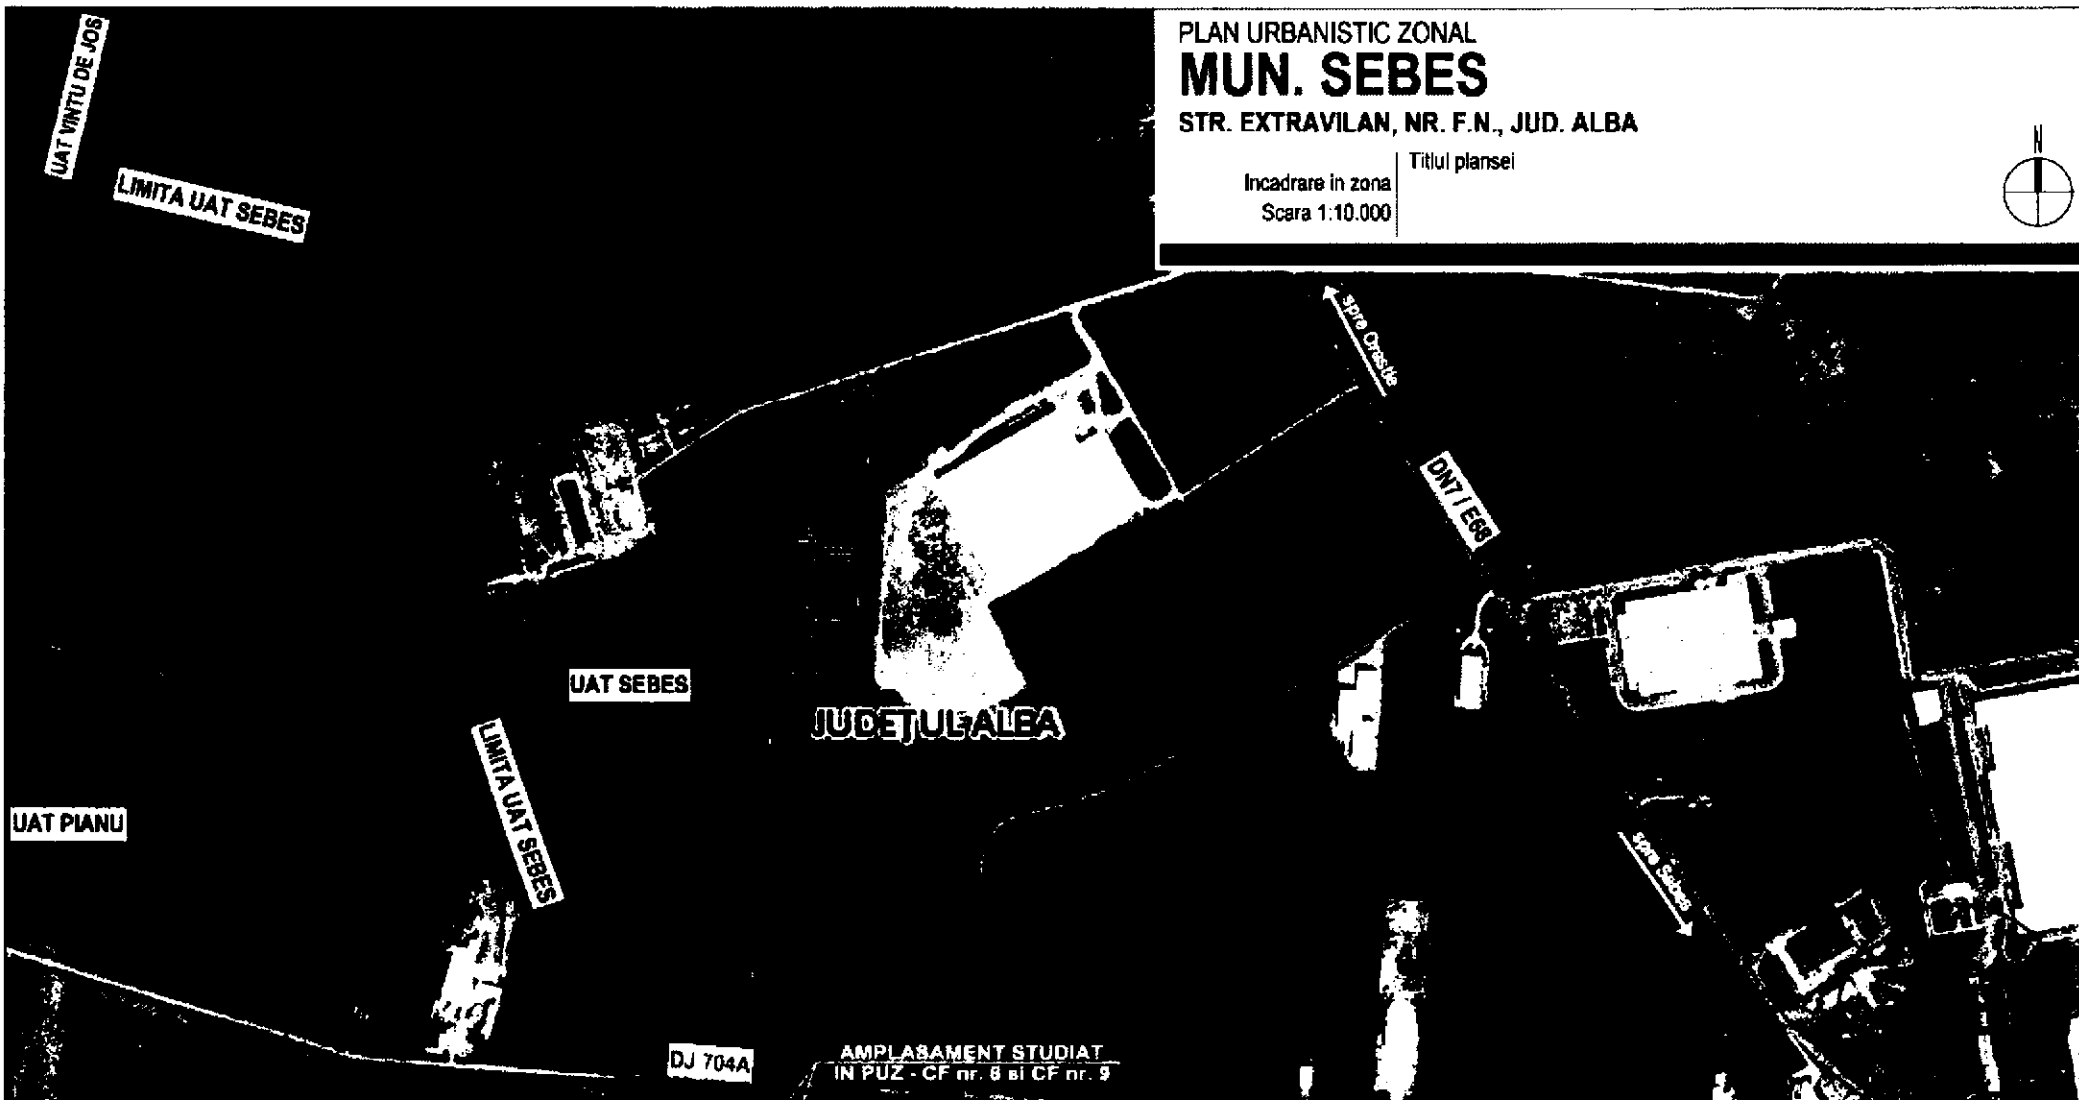 PLAN URBANISTIC ZONAL
MUN. SEBES
STR. EXTRAVILAN, NR. F.N., JUD. ALBA
Titlul plansei
Incadrare in zona
Scara 1:10.000
N
UAT VINTU DE JOS
LIMITA UAT SEBES
spre Orastie
DN7 / E68
UAT SEBES
JUDEȚUL ALBA
LIMITA UAT SEBES
UAT PIANU
spre Sebes
DJ 704A
AMPLASAMENT STUDIAT
IN PUZ - CF nr. 8 si CF nr. 9